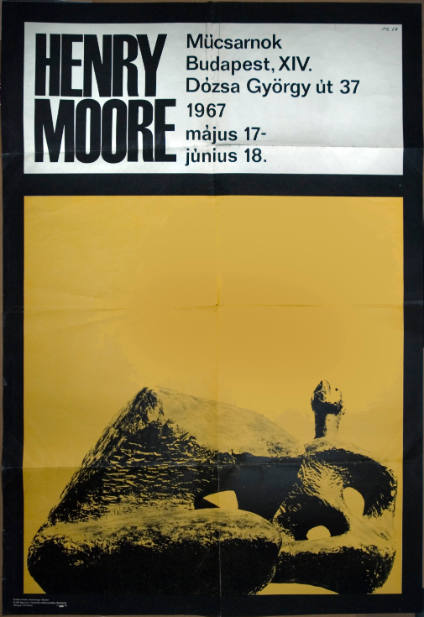 HENRY
MOORE
Műcsarnok
Budapest, XIV.
Dózsa György út 37
1967
május 17-
június 18.